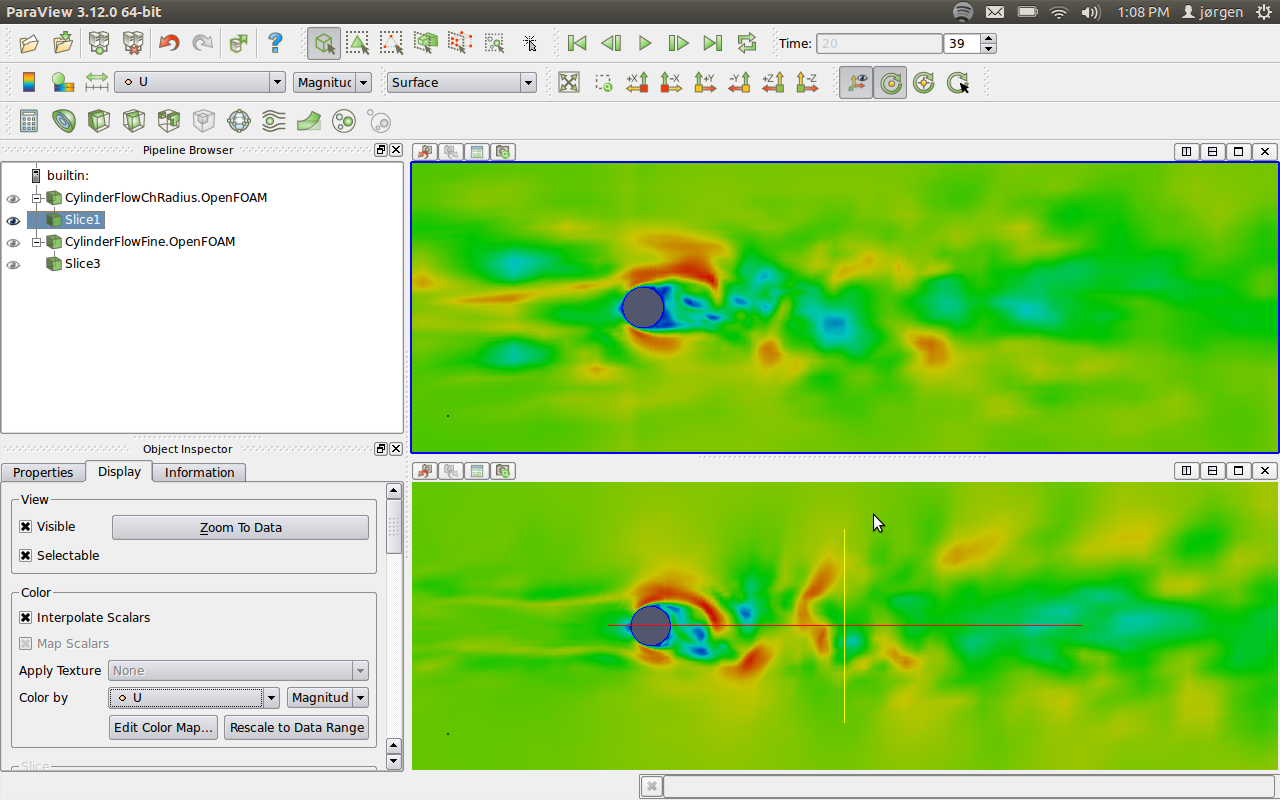 ParaView 3.12.0 64-bit
1:08 PM jørgen
Time: 20 39
U Magnitud Surface
+X -X +Y -Y +Z -Z
Pipeline Browser
builtin:
CylinderFlowChRadius.OpenFOAM
Slice1
CylinderFlowFine.OpenFOAM
Slice3
Object Inspector
Properties Display Information
View
Visible Zoom To Data
Selectable
Color
Interpolate Scalars
Map Scalars
Apply Texture None
Color by U Magnitud
Edit Color Map... Rescale to Data Range
Slice